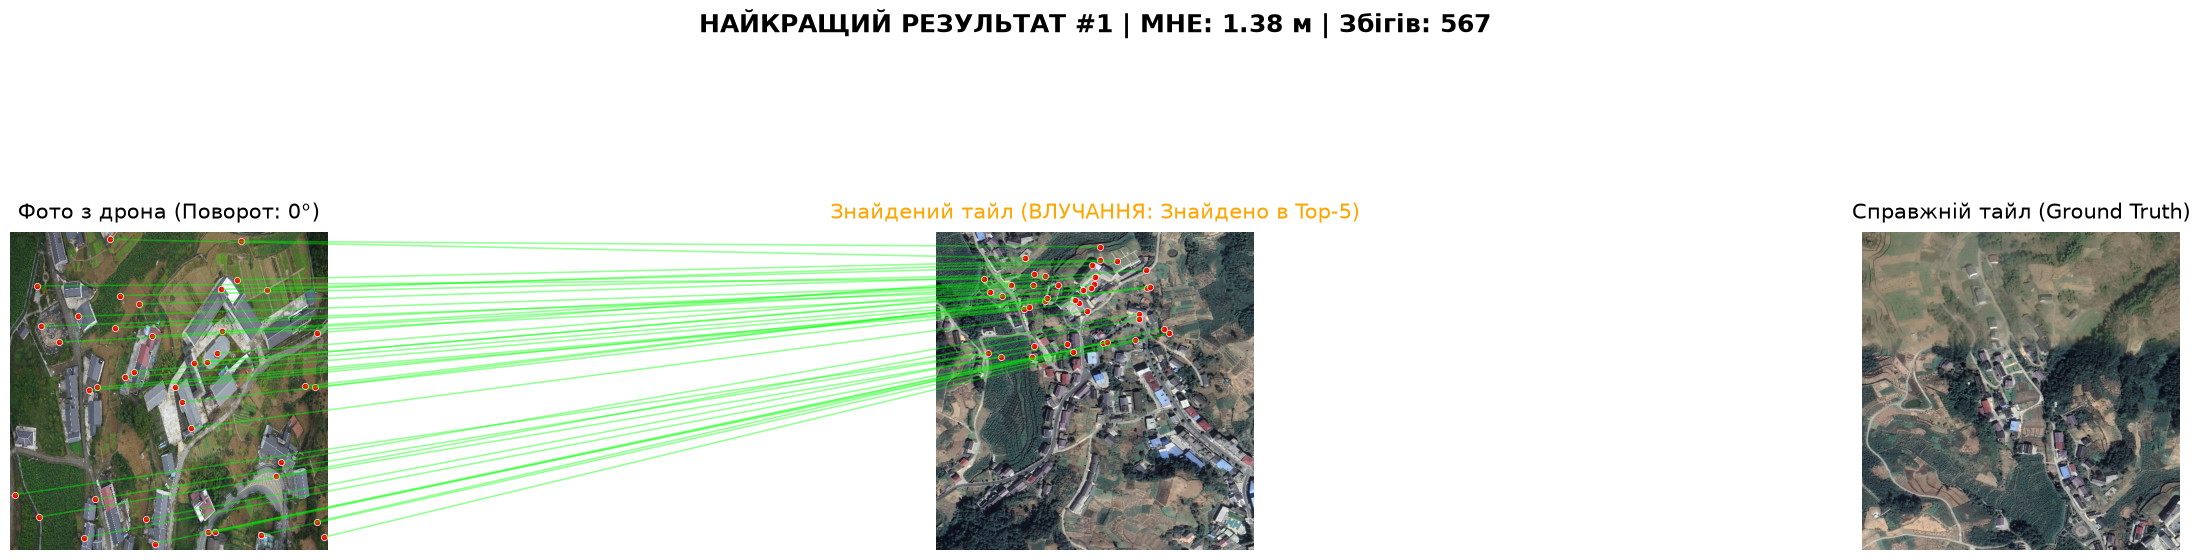 НАЙКРАЩИЙ РЕЗУЛЬТАТ #1 | МНЕ: 1.38 м | Збігів: 567
Фото з дрона (Поворот: 0°)
Знайдений тайл (ВЛУЧАННЯ: Знайдено в Top-5)
Справжній тайл (Ground Truth)